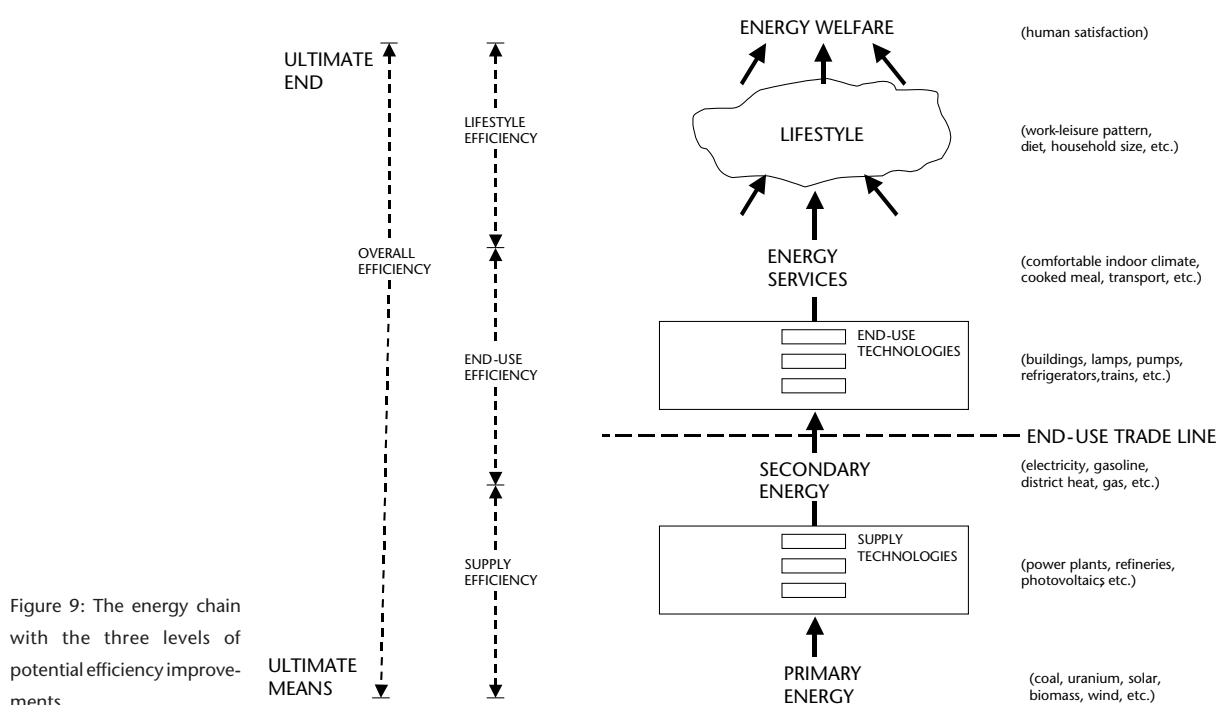 ENERGY WELFARE
(human satisfaction)
ULTIMATE
END
LIFESTYLE
EFFICIENCY
LIFESTYLE
(work-leisure pattern,
diet, household size, etc.)
OVERALL
EFFICIENCY
ENERGY
SERVICES
(comfortable indoor climate,
cooked meal, transport, etc.)
END-USE
EFFICIENCY
END-USE
TECHNOLOGIES
(buildings, lamps, pumps,
refrigerators,trains, etc.)
END-USE TRADE LINE
SECONDARY
ENERGY
(electricity, gasoline,
district heat, gas, etc.)
SUPPLY
EFFICIENCY
SUPPLY
TECHNOLOGIES
(power plants, refineries,
photovoltaics, etc.)
ULTIMATE
MEANS
PRIMARY
ENERGY
(coal, uranium, solar,
biomass, wind, etc.)
Figure 9: The energy chain
with the three levels of
potential efficiency improve-
ments